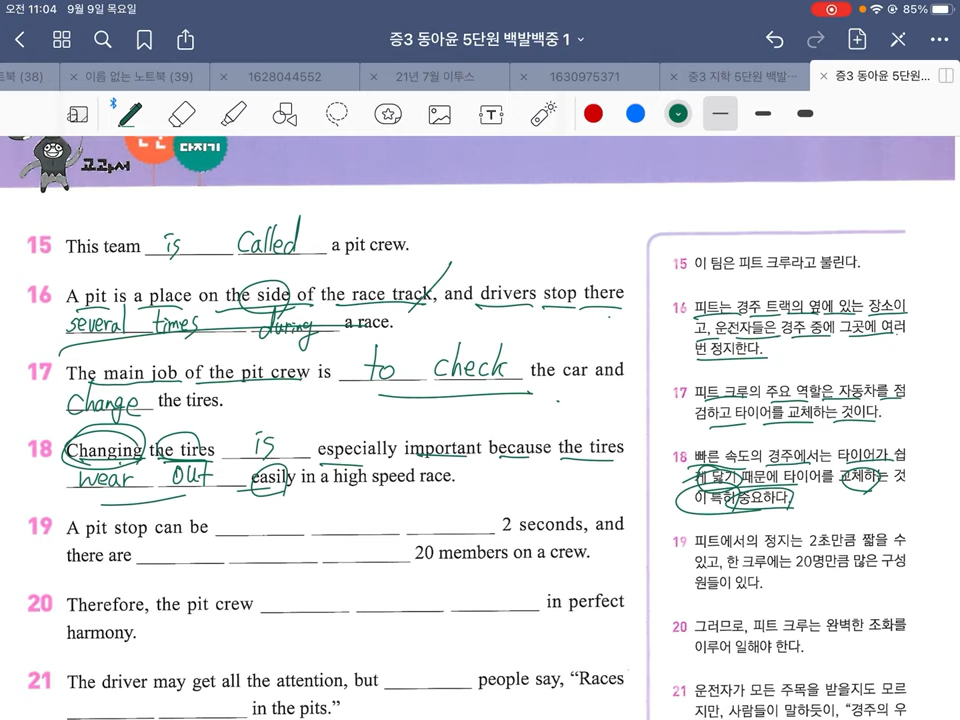 오전 11:04 9월 9일 목요일
85%
증3 동아윤 5단원 백발백중 1
트북 (38)
이름 없는 노트북 (39)
1628044552
21년 7월 이투스
1630975371
중3 지학 5단원 백발…
증3 동아윤 5단원…
교과서
다지기
15 This team is called a pit crew.
16 A pit is a place on the side of the race track, and drivers stop there
several times during a race.
17 The main job of the pit crew is to check the car and
change the tires.
18 Changing the tires is especially important because the tires
wear out easily in a high speed race.
19 A pit stop can be ____ ____ ____ 2 seconds, and
there are ____ ____ ____ 20 members on a crew.
20 Therefore, the pit crew ____ ____ ____ in perfect
harmony.
21 The driver may get all the attention, but ____ people say, “Races
____ ____ in the pits.”
15 이 팀은 피트 크루라고 불린다.
16 피트는 경주 트랙의 옆에 있는 장소이
고, 운전자들은 경주 중에 그곳에 여러
번 정지한다.
17 피트 크루의 주요 역할은 자동차를 점
검하고 타이어를 교체하는 것이다.
18 빠른 속도의 경주에서는 타이어가 쉽
게 닳기 때문에 타이어를 교체하는 것
이 특히 중요하다.
19 피트에서의 정지는 2초만큼 짧을 수
있고, 한 크루에는 20명만큼 많은 구성
원들이 있다.
20 그러므로, 피트 크루는 완벽한 조화를
이루어 일해야 한다.
21 운전자가 모든 주목을 받을지도 모르
지만, 사람들이 말하듯이, “경주의 우